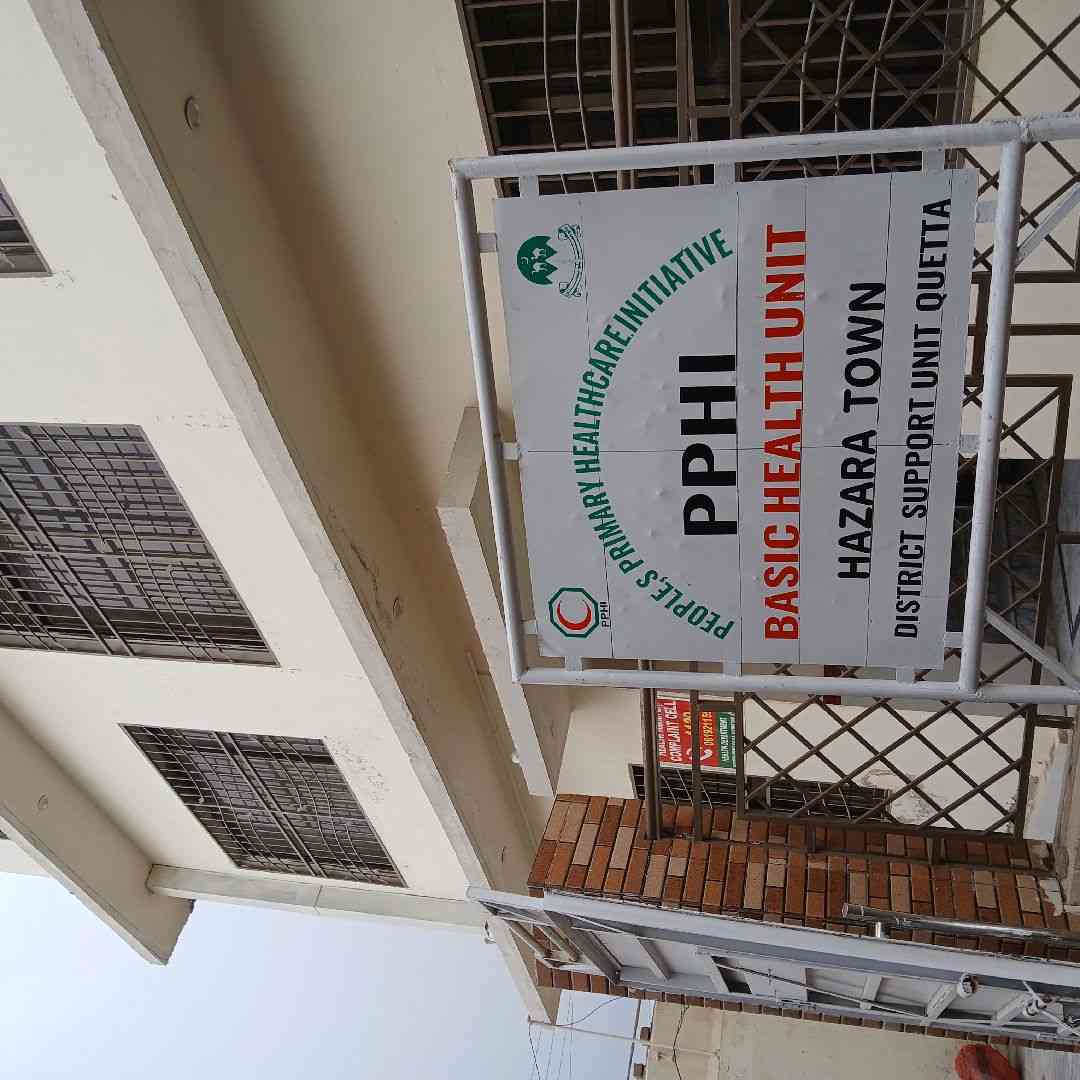 PEOPLE,S PRIMARY HEALTHCARE.INITIATIVE
PPHI
PPHI
BASIC HEALTH UNIT
HAZARA TOWN
DISTRICT SUPPORT UNIT QUETTA
COMPLAINT CELL